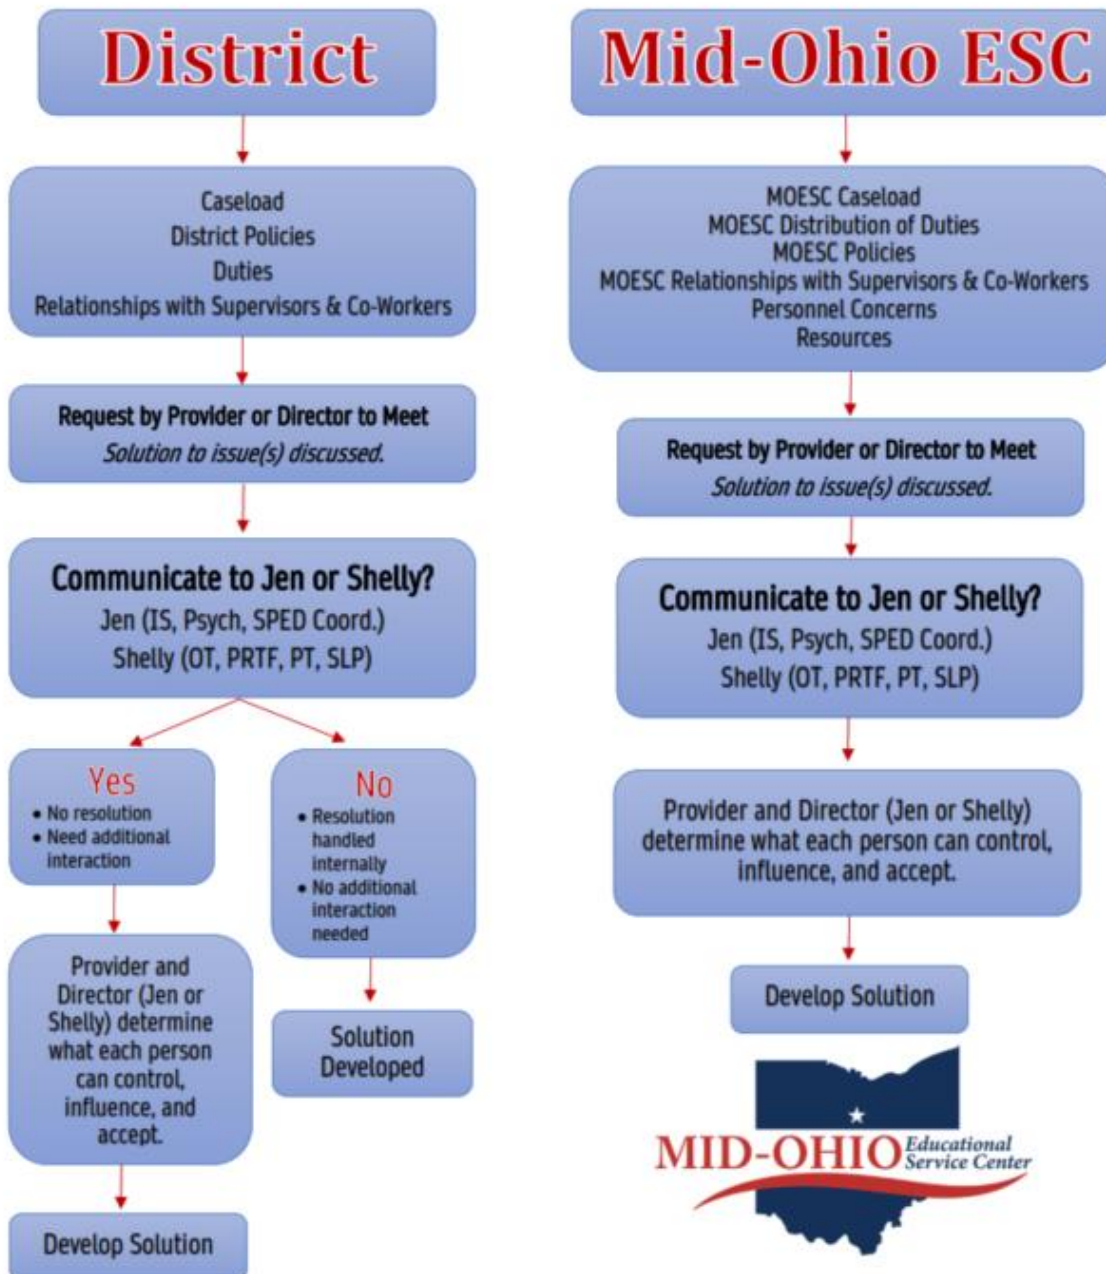 District
Caseload
District Policies
Duties
Relationships with Supervisors & Co-Workers
Request by Provider or Director to Meet
Solution to issue(s) discussed.
Communicate to Jen or Shelly?
Jen (IS, Psych, SPED Coord.)
Shelly (OT, PRTF, PT, SLP)
Yes
• No resolution
• Need additional
interaction
No
• Resolution
handled
internally
• No additional
interaction
needed
Provider and
Director (Jen or
Shelly) determine
what each person
can control,
influence, and
accept.
Solution
Developed
Develop Solution
Mid-Ohio ESC
MOESC Caseload
MOESC Distribution of Duties
MOESC Policies
MOESC Relationships with Supervisors & Co-Workers
Personnel Concerns
Resources
Request by Provider or Director to Meet
Solution to issue(s) discussed.
Communicate to Jen or Shelly?
Jen (IS, Psych, SPED Coord.)
Shelly (OT, PRTF, PT, SLP)
Provider and Director (Jen or Shelly)
determine what each person can control,
influence, and accept.
Develop Solution
MID-OHIO Educational
Service Center